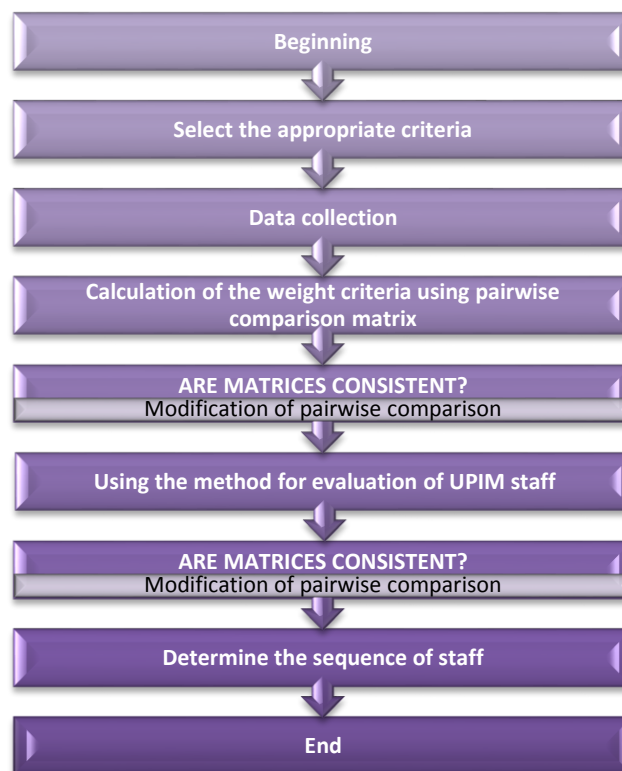 Beginning
Select the appropriate criteria
Data collection
Calculation of the weight criteria using pairwise
comparison matrix
ARE MATRICES CONSISTENT?
Modification of pairwise comparison
Using the method for evaluation of UPIM staff
ARE MATRICES CONSISTENT?
Modification of pairwise comparison
Determine the sequence of staff
End